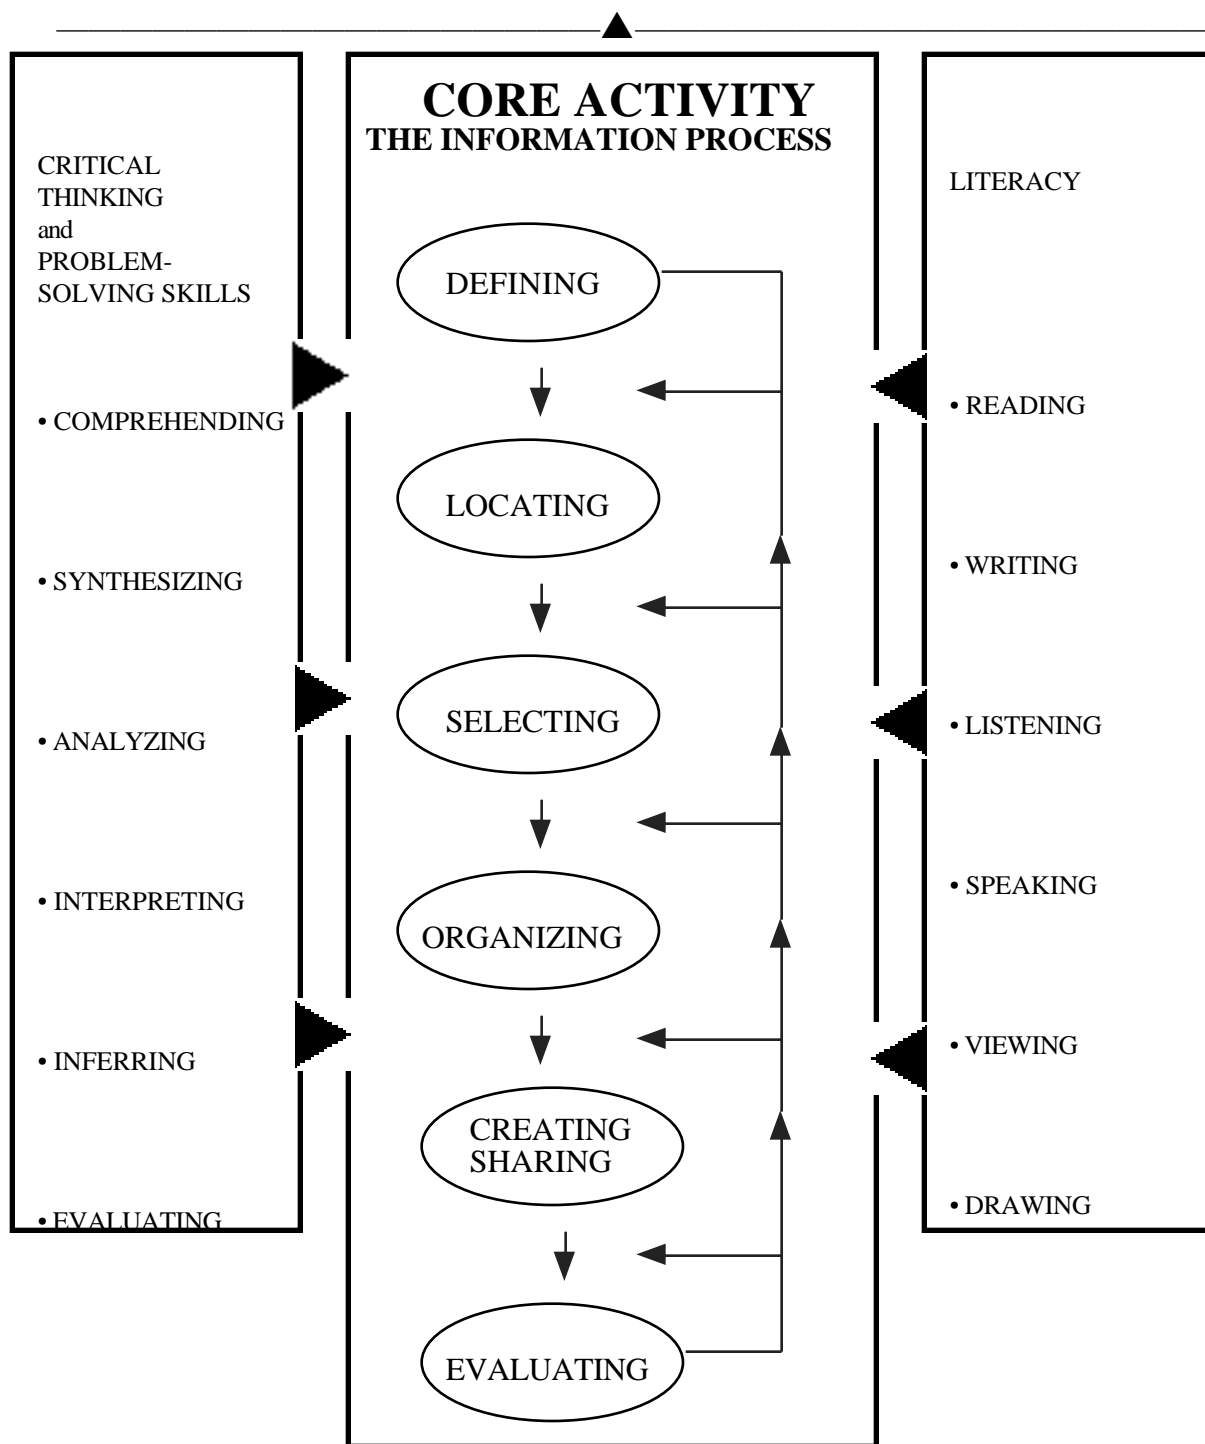 CRITICAL
THINKING
and
PROBLEM-
SOLVING SKILLS
• COMPREHENDING
• SYNTHESIZING
• ANALYZING
• INTERPRETING
• INFERRING
• EVALUATING
CORE ACTIVITY
THE INFORMATION PROCESS
DEFINING
LOCATING
SELECTING
ORGANIZING
CREATING
SHARING
EVALUATING
LITERACY
• READING
• WRITING
• LISTENING
• SPEAKING
• VIEWING
• DRAWING